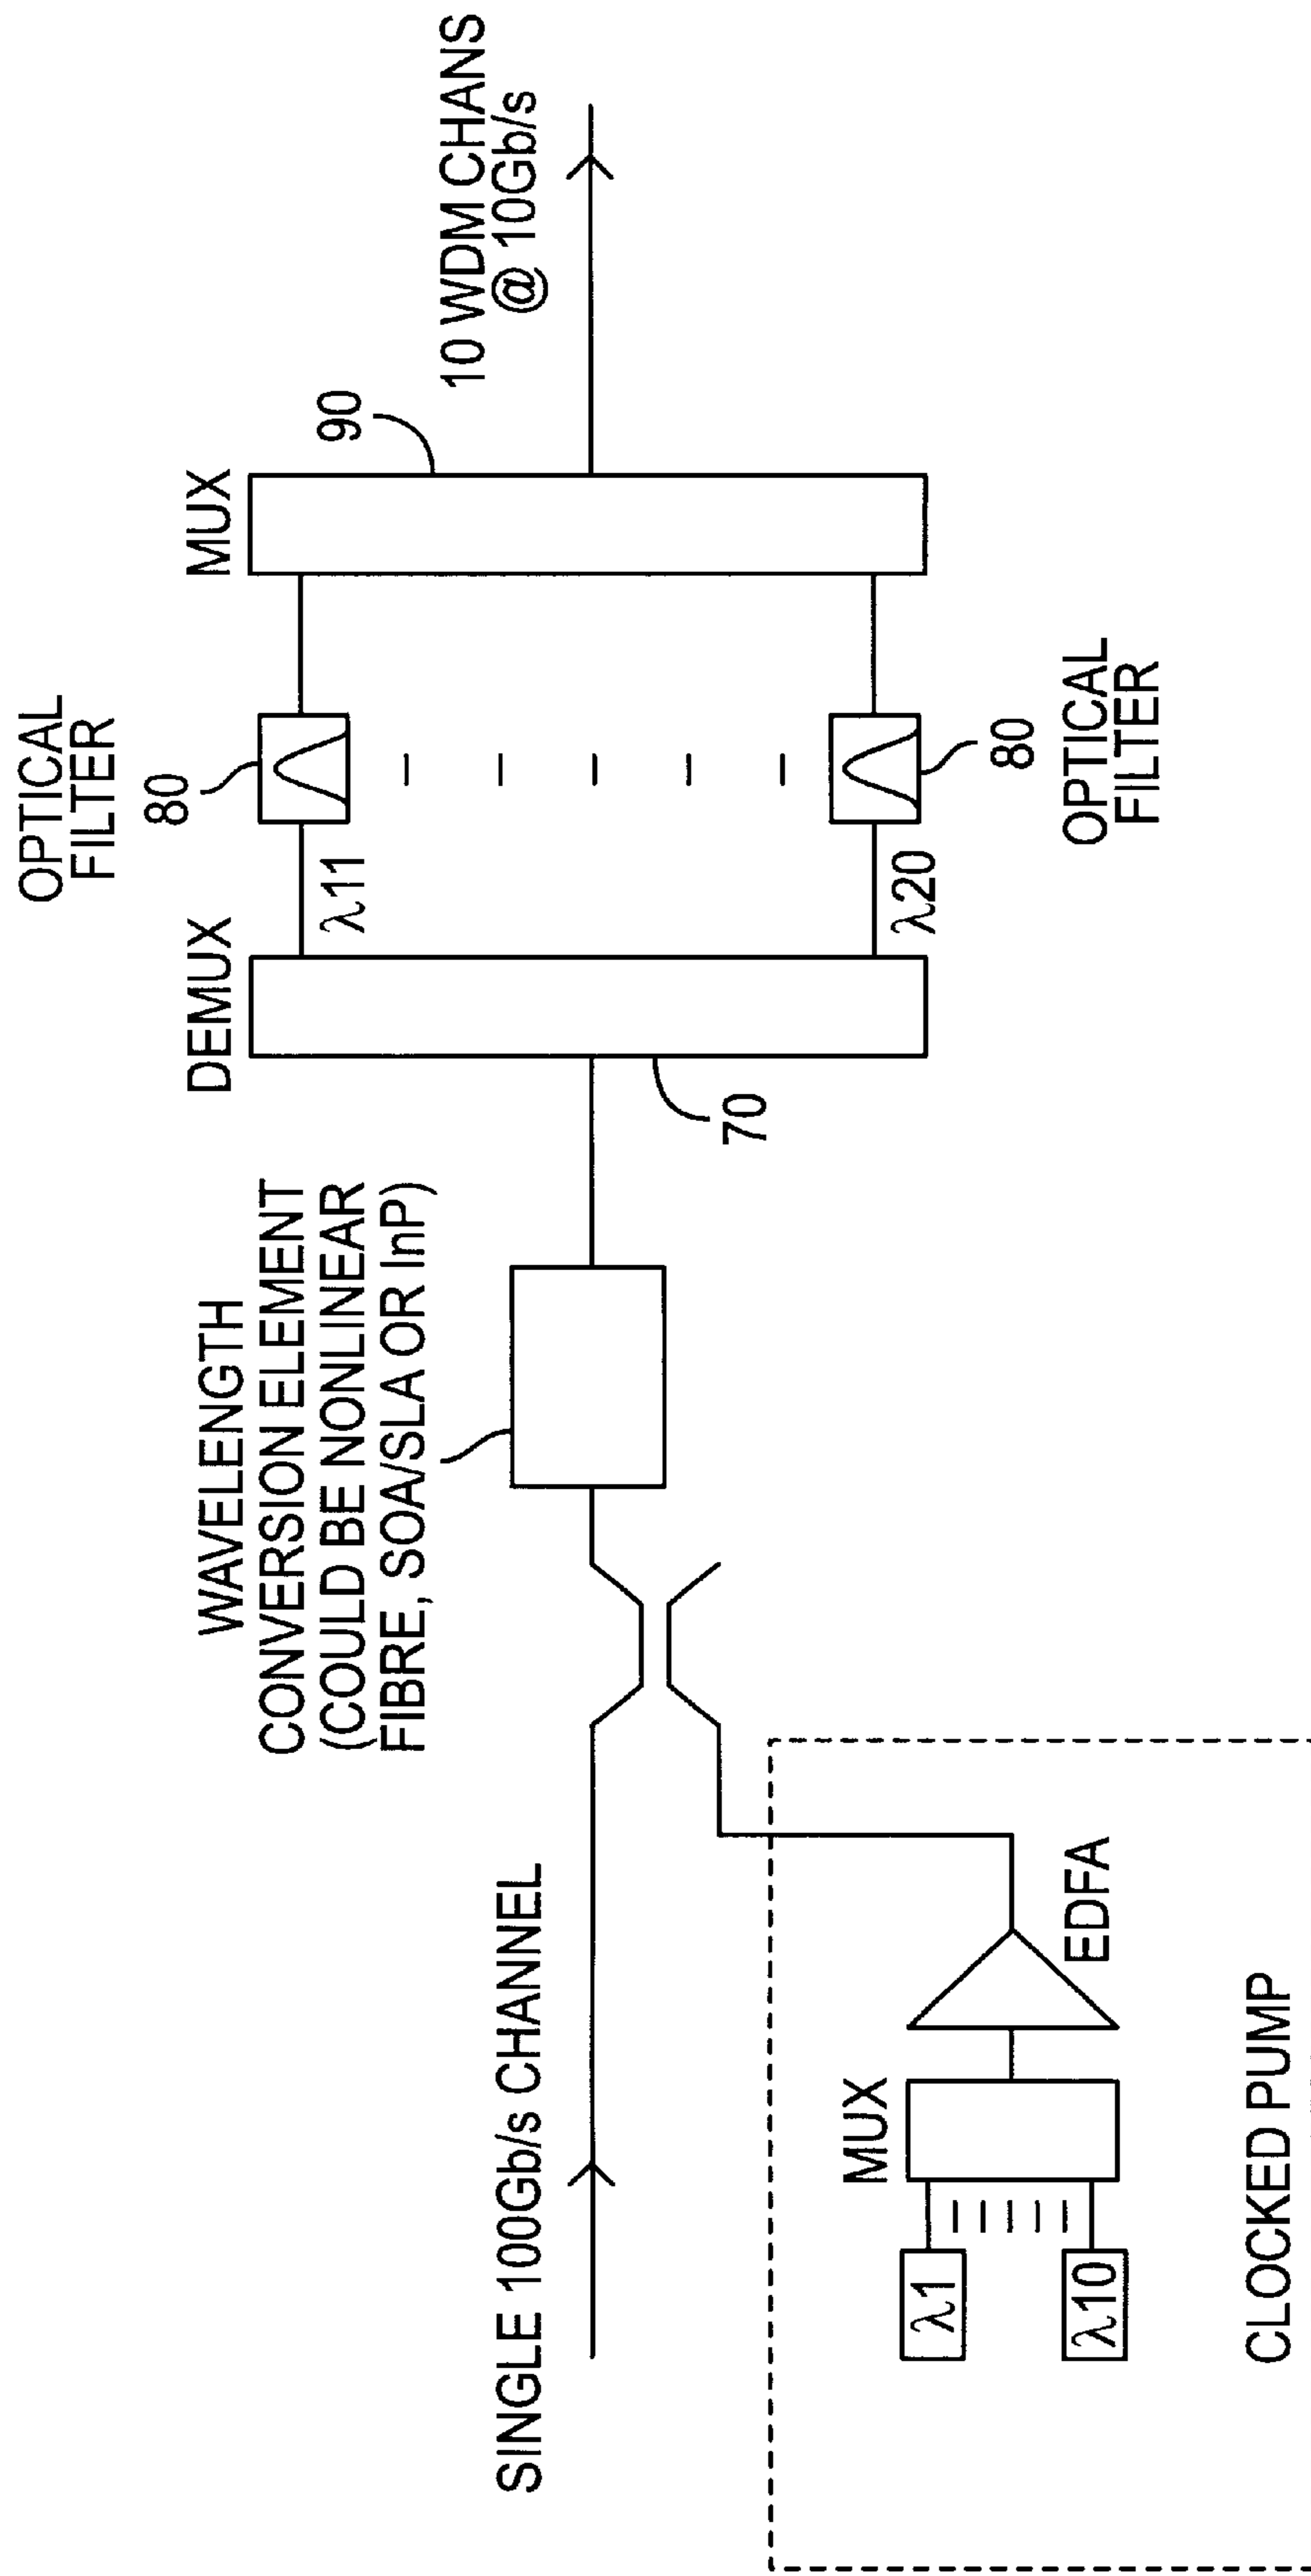 SINGLE 100Gb/s CHANNEL
WAVELENGTH
CONVERSION ELEMENT
(COULD BE NONLINEAR
FIBRE, SOA/SLA OR InP)
DEMUX
70
OPTICAL
FILTER
80
λ11
λ20
80
OPTICAL
FILTER
MUX
90
10 WDM CHANS
@ 10Gb/s
λ1
λ10
MUX
EDFA
CLOCKED PUMP